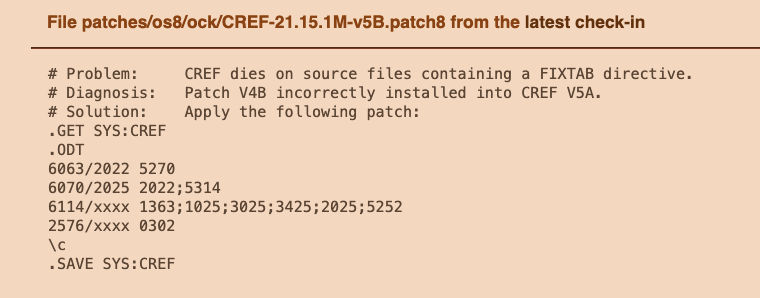 File patches/os8/ock/CREF-21.15.1M-v5B.patch8 from the latest check-in
# Problem:     CREF dies on source files containing a FIXTAB directive.
# Diagnosis:   Patch V4B incorrectly installed into CREF V5A.
# Solution:    Apply the following patch:
.GET SYS:CREF
.ODT
6063/2022 5270
6070/2025 2022;5314
6114/xxxx 1363;1025;3025;3425;2025;5252
2576/xxxx 0302
\c
.SAVE SYS:CREF